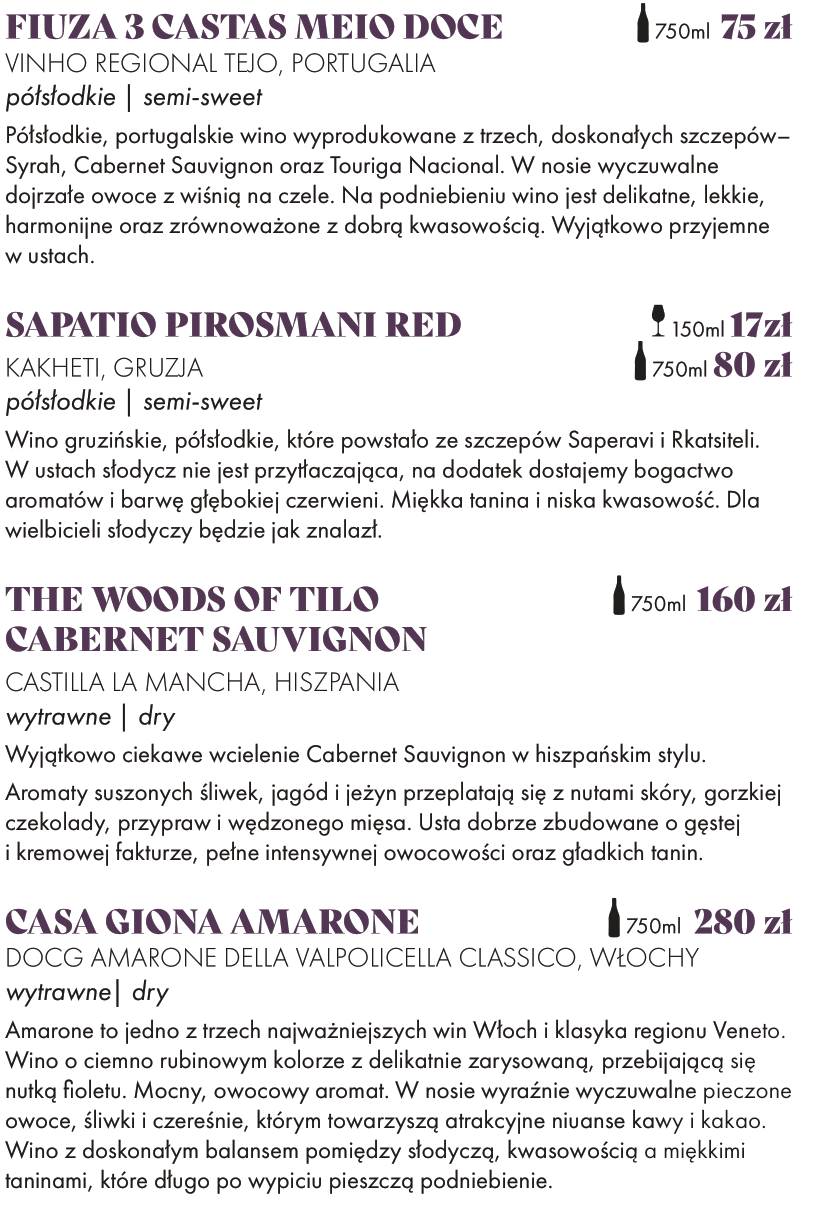 FIUZA 3 CASTAS MEIO DOCE 750ml 75 zł
VINHO REGIONAL TEJO, PORTUGALIA
półsłodkie | semi-sweet
Półsłodkie, portugalskie wino wyprodukowane z trzech, doskonałych szczepów–
Syrah, Cabernet Sauvignon oraz Touriga Nacional. W nosie wyczuwalne
dojrzałe owoce z wiśnią na czele. Na podniebieniu wino jest delikatne, lekkie,
harmonijne oraz zrównoważone z dobrą kwasowością. Wyjątkowo przyjemne
w ustach.
SAPATIO PIROSMANI RED 150ml 17zł
KAKHETI, GRUZJA 750ml 80 zł
półsłodkie | semi-sweet
Wino gruzińskie, półsłodkie, które powstało ze szczepów Saperavi i Rkatsiteli.
W ustach słodycz nie jest przytłaczająca, na dodatek dostajemy bogactwo
aromatów i barwę głębokiej czerwieni. Miękka tanina i niska kwasowość. Dla
wielbicieli słodyczy będzie jak znalazł.
THE WOODS OF TILO 750ml 160 zł
CABERNET SAUVIGNON
CASTILLA LA MANCHA, HISZPANIA
wytrawne | dry
Wyjątkowo ciekawe wcielenie Cabernet Sauvignon w hiszpańskim stylu.
Aromaty suszonych śliwek, jagód i jeżyn przeplatają się z nutami skóry, gorzkiej
czekolady, przypraw i wędzonego mięsa. Usta dobrze zbudowane o gęstej
i kremowej fakturze, pełne intensywnej owocowości oraz gładkich tanin.
CASA GIONA AMARONE 750ml 280 zł
DOCG AMARONE DELLA VALPOLICELLA CLASSICO, WŁOCHY
wytrawne| dry
Amarone to jedno z trzech najważniejszych win Włoch i klasyka regionu Veneto.
Wino o ciemno rubinowym kolorze z delikatnie zarysowaną, przebijającą się
nutką fioletu. Mocny, owocowy aromat. W nosie wyraźnie wyczuwalne pieczone
owoce, śliwki i czereśnie, którym towarzyszą atrakcyjne niuanse kawy i kakao.
Wino z doskonałym balansem pomiędzy słodyczą, kwasowością a miękkimi
taninami, które długo po wypiciu pieszczą podniebienie.